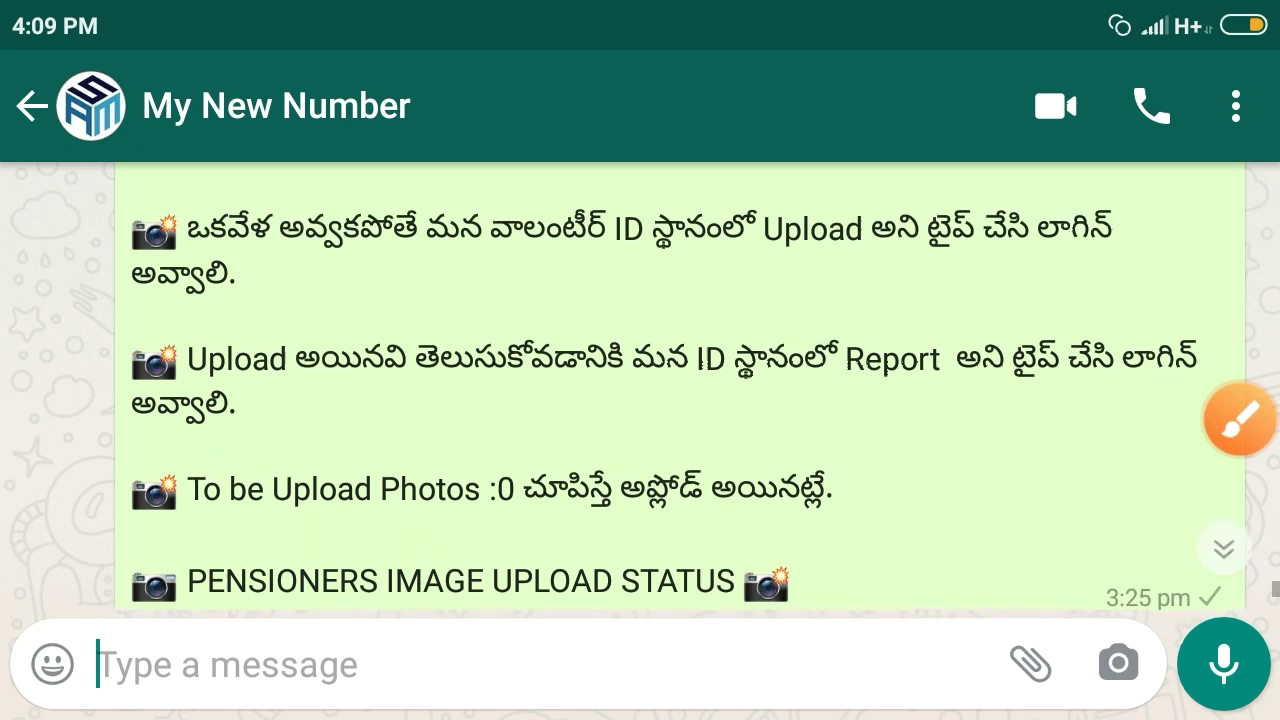 4:09 PM
H+
My New Number
📸 ఒకవేళ అవ్వకపోతే మన వాలంటీర్ ID స్థానంలో Upload అని టైప్ చేసి లాగిన్
అవ్వాలి.
📸 Upload అయినవి తెలుసుకోవడానికి మన ID స్థానంలో Report అని టైప్ చేసి లాగిన్
అవ్వాలి.
📸 To be Upload Photos :0 చూపిస్తే అప్లోడ్ అయినట్లే.
📷 PENSIONERS IMAGE UPLOAD STATUS 📸
3:25 pm
Type a message